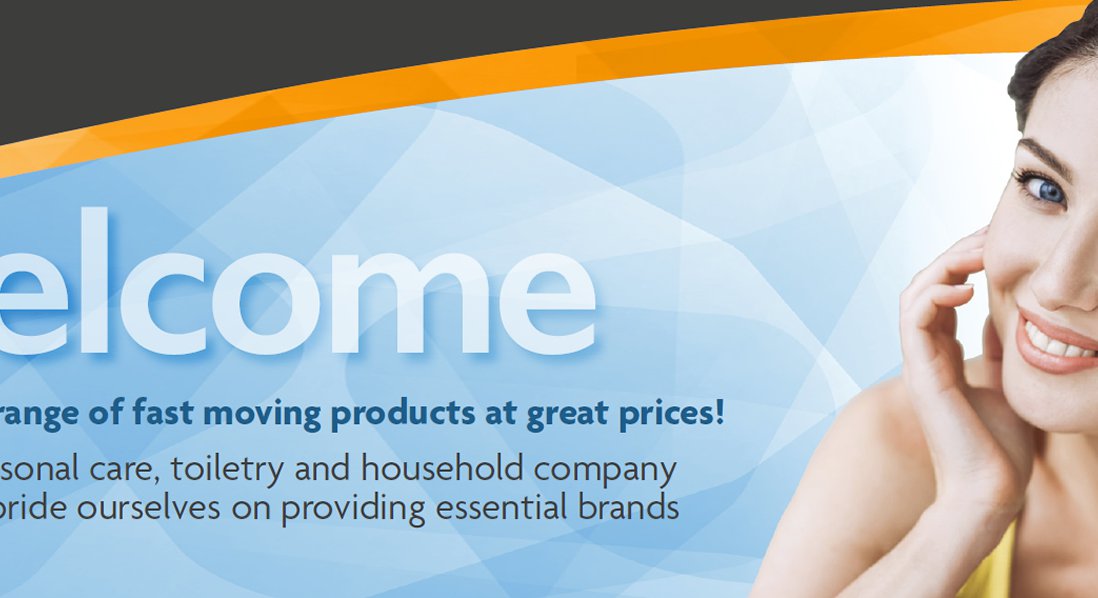 elcome
range of fast moving products at great prices!
sonal care, toiletry and household company
pride ourselves on providing essential brands